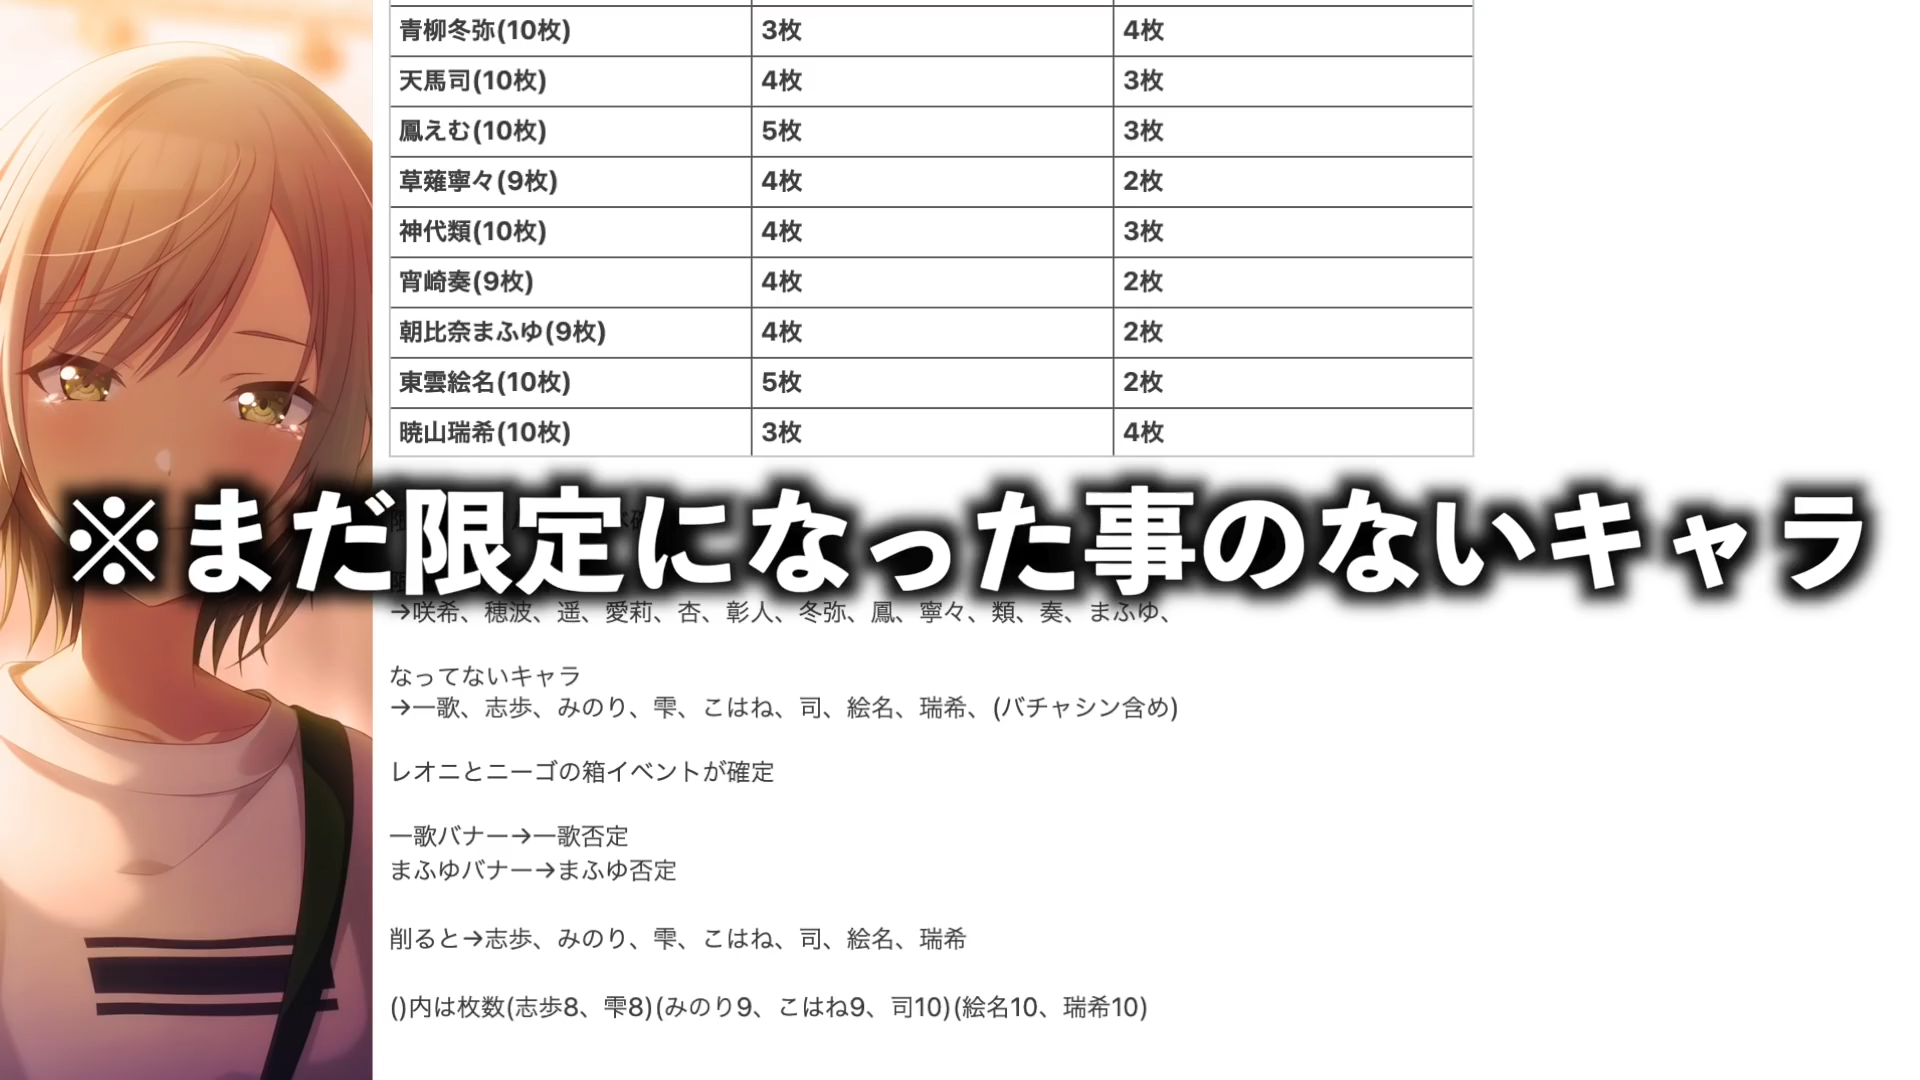 青柳冬弥(10枚) 3枚 4枚
天馬司(10枚) 4枚 3枚
鳳えむ(10枚) 5枚 3枚
草薙寧々(9枚) 4枚 2枚
神代類(10枚) 4枚 3枚
宵崎奏(9枚) 4枚 2枚
朝比奈まふゆ(9枚) 4枚 2枚
東雲絵名(10枚) 5枚 2枚
暁山瑞希(10枚) 3枚 4枚
※まだ限定になった事のないキャラ
→咲希、穂波、遥、愛莉、杏、彰人、冬弥、鳳、寧々、類、奏、まふゆ、
なってないキャラ
→一歌、志歩、みのり、雫、こはね、司、絵名、瑞希、(バチャシン含め)
レオニとニーゴの箱イベントが確定
一歌バナー→一歌否定
まふゆバナー→まふゆ否定
削ると→志歩、みのり、雫、こはね、司、絵名、瑞希
()内は枚数(志歩8、雫8)(みのり9、こはね9、司10)(絵名10、瑞希10)